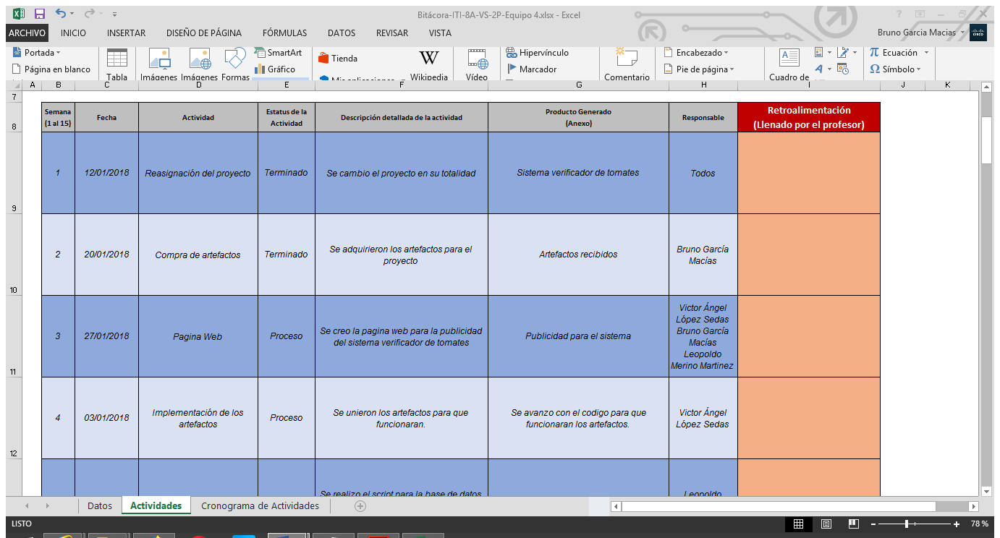 Bitácora-ITI-8A-VS-2P-Equipo 4.xlsx - Excel
ARCHIVO INICIO INSERTAR DISEÑO DE PÁGINA FÓRMULAS DATOS REVISAR VISTA Bruno Garcia Macias
Portada SmartArt Tienda Hipervínculo Encabezado Ecuación
Página en blanco Gráfico Marcador Pie de página Símbolo
Tabla Imágenes Imágenes Formas Wikipedia Vídeo Comentario Cuadro de
A B C D E F G H I J K
7
Semana (1 al 15) Fecha Actividad Estatus de la Actividad Descripción detallada de la actividad Producto Generado (Anexo) Responsable Retroalimentación (Llenado por el profesor)
8
1 12/01/2018 Reasignación del proyecto Terminado Se cambio el proyecto en su totalidad Sistema verificador de tomates Todos
9
2 20/01/2018 Compra de artefactos Terminado Se adquirieron los artefactos para el proyecto Artefactos recibidos Bruno García Macías
10
3 27/01/2018 Pagina Web Proceso Se creo la pagina web para la publicidad del sistema verificador de tomates Publicidad para el sistema Victor Ángel López Sedas Bruno García Macías Leopoldo Merino Martinez
11
4 03/01/2018 Implementación de los artefactos Proceso Se unieron los artefactos para que funcionaran. Se avanzo con el codigo para que funcionaran los artefactos. Victor Ángel López Sedas
12
Se realizo el script para la base de datos Leopoldo
Datos Actividades Cronograma de Actividades
LISTO 78 %